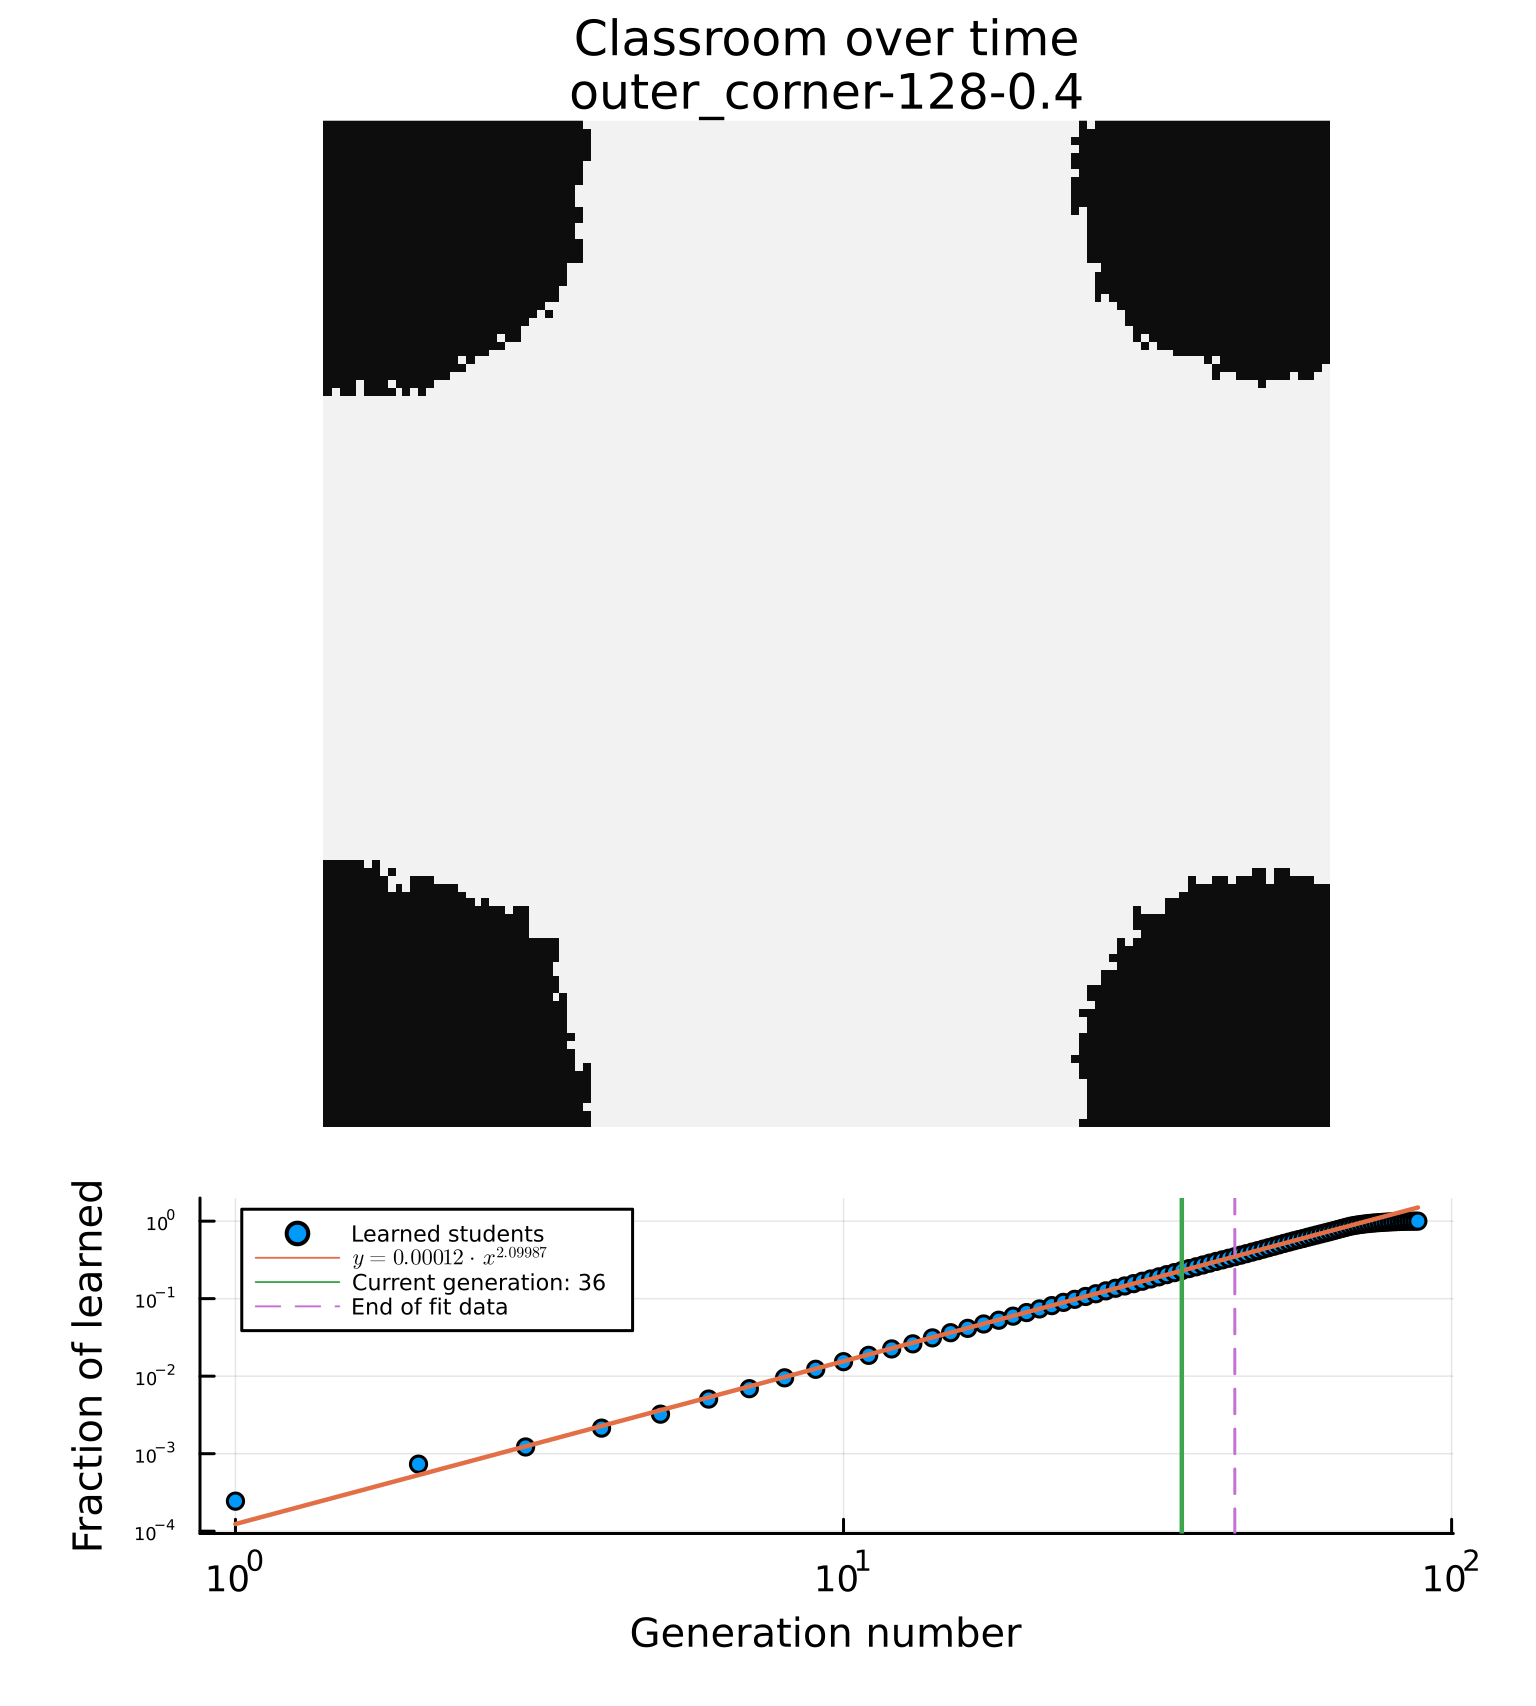 Classroom over time
outer_corner-128-0.4
Fraction of learned
10⁰
10⁻¹
10⁻²
10⁻³
10⁻⁴
Learned students
y = 0.00012 · x^2.09987
Current generation: 36
End of fit data
10⁰ 10¹ 10²
Generation number